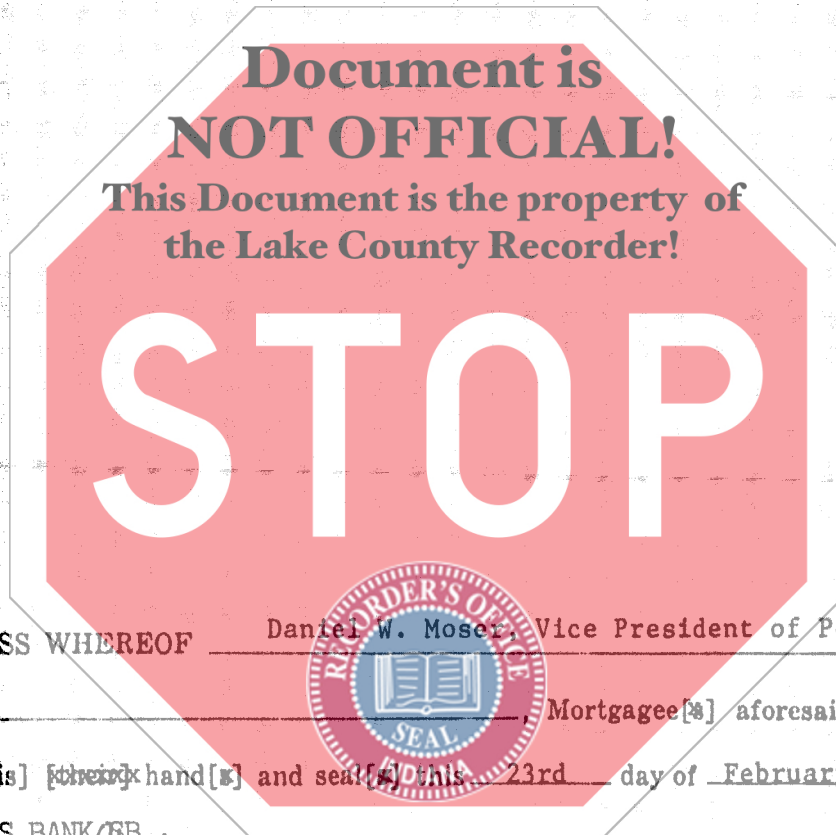 Document is
NOT OFFICIAL!
This Document is the property of
the Lake County Recorder!
STOP
RECORDER'S OFFICE
SEAL
INDIANA
SS WHEREOF Daniel W. Moser, Vice President of P
, Mortgagee[s] aforesai
is] [their] hand[s] and seal[s] this 23rd day of Februar
S BANK, FB